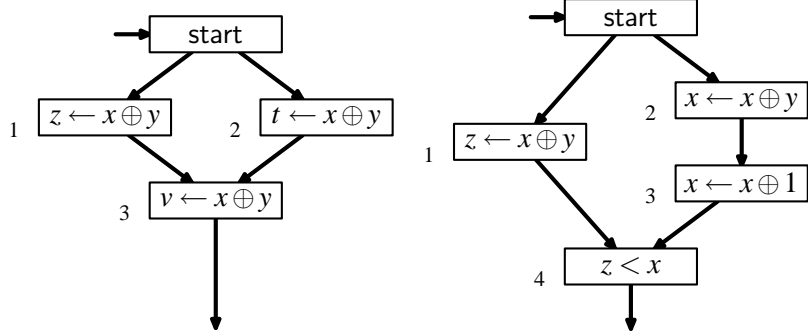 start
1 z ← x ⊕ y
2 t ← x ⊕ y
3 v ← x ⊕ y
start
2 x ← x ⊕ y
1 z ← x ⊕ y
3 x ← x ⊕ 1
4 z < x